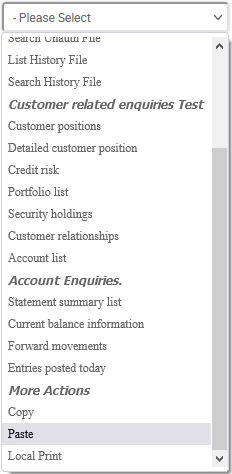 - Please Select
Search Unauth File
List History File
Search History File
Customer related enquiries Test
Customer positions
Detailed customer position
Credit risk
Portfolio list
Security holdings
Customer relationships
Account list
Account Enquiries.
Statement summary list
Current balance information
Forward movements
Entries posted today
More Actions
Copy
Paste
Local Print